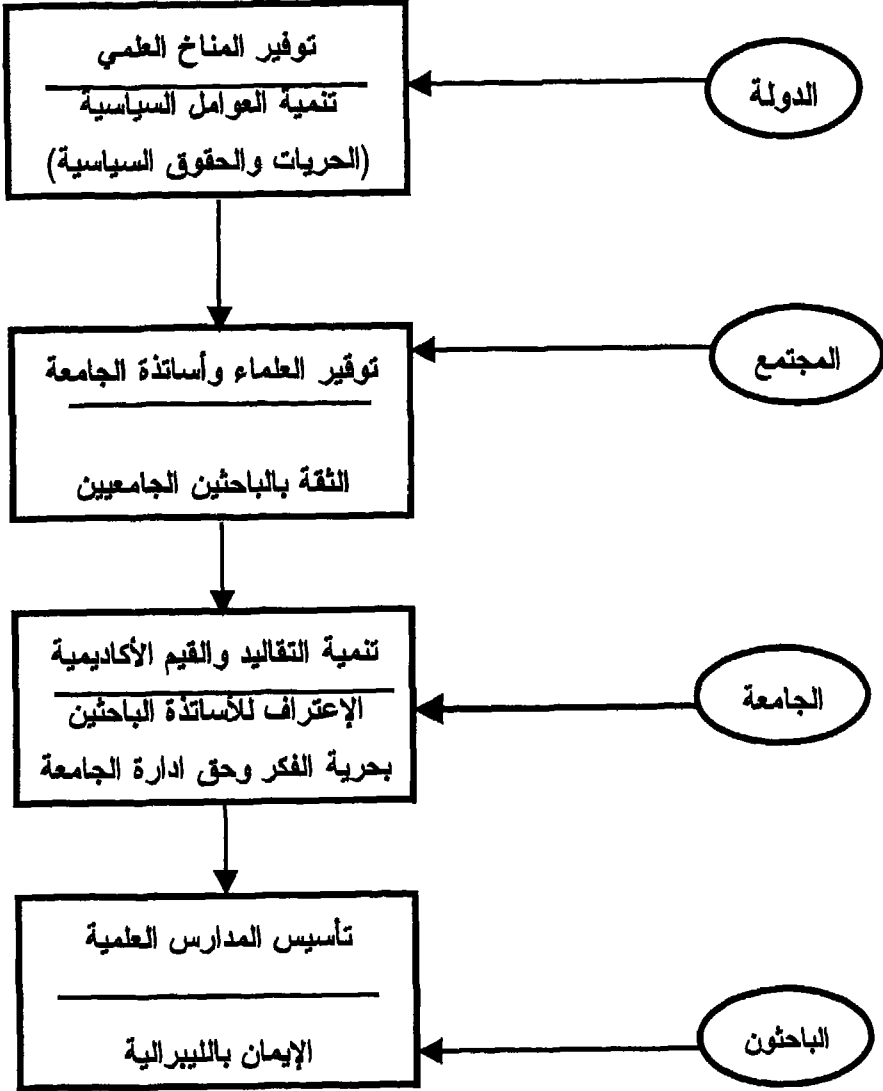 توفير المناخ العلمي
تنمية العوامل السياسية
(الحريات والحقوق السياسية)
الدولة
توقير العلماء وأساتذة الجامعة
الثقة بالباحثين الجامعيين
المجتمع
تنمية التقاليد والقيم الأكاديمية
الإعتراف للأساتذة الباحثين
بحرية الفكر وحق ادارة الجامعة
الجامعة
تأسيس المدارس العلمية
الإيمان بالليبرالية
الباحثون